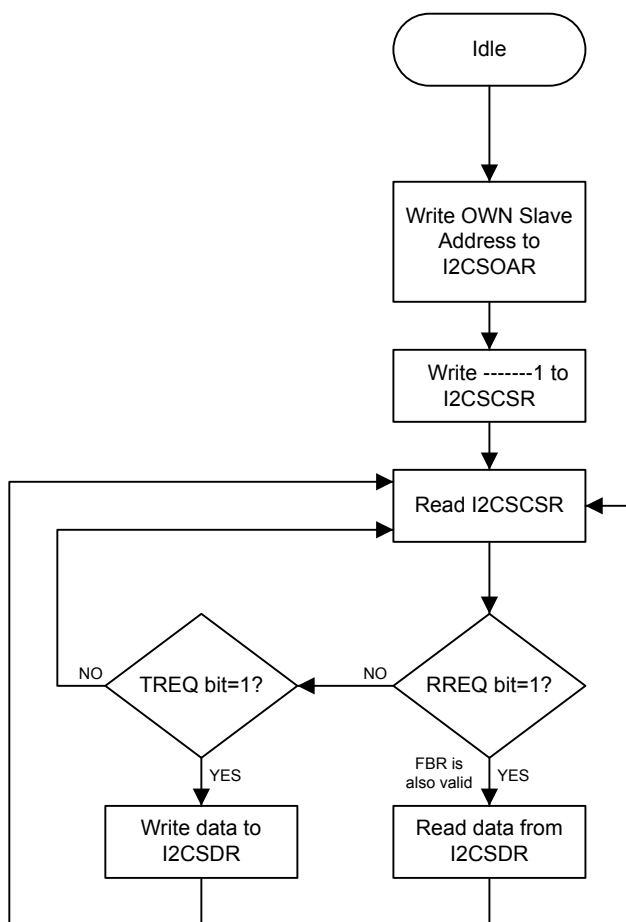 Idle
Write OWN Slave
Address to
I2CSOAR
Write -------1 to
I2CSCSR
Read I2CSCSR
NO
TREQ bit=1?
NO
RREQ bit=1?
YES
FBR is
also valid
YES
Write data to
I2CSDR
Read data from
I2CSDR